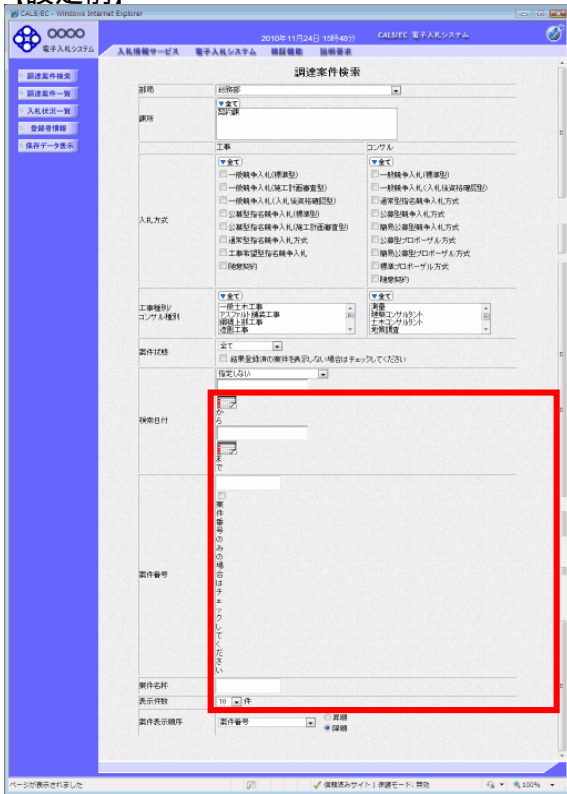 CALS/EC - Windows Internet Explorer
OOOO
電子入札システム
2010年11月24日 15時46分
CALS/EC 電子入札システム
入札情報サービス 電子入札システム 検証機能 説明要求
調達案件検索
調達案件一覧
入札状況一覧
登録者情報
保存データ表示
調達案件検索
部局
総務部
課所
▼全て
契約課
入札方式
工事
コンサル
▼全て
一般競争入札(標準型)
一般競争入札(施工計画審査型)
一般競争入札(入札後資格確認型)
公募型指名競争入札(標準型)
公募型指名競争入札(施工計画審査型)
通常型指名競争入札方式
工事希望型指名競争入札
随意契約
▼全て
一般競争入札(標準型)
一般競争入札(入札後資格確認型)
通常型指名競争入札方式
公募型競争入札方式
簡易公募型競争入札方式
公募型プロポーザル方式
簡易公募型プロポーザル方式
標準プロポーザル方式
随意契約
工事種別/
コンサル種別
▼全て
一般土木工事
アスファルト舗装工事
鋼橋上部工事
造園工事
▼全て
測量
建築コンサルタント
土木コンサルタント
地質調査
案件状態
全て
結果登録済の案件を表示しない場合はチェックしてください
検索日付
指定しない
か
ら
ま
で
案件番号
案
件
番
号
の
み
の
場
合
は
チ
ェ
ッ
ク
し
て
く
だ
さ
い
案件名称
表示件数
10 件
案件表示順序
案件番号
昇順
降順
ページが表示されました
信頼済みサイト | 保護モード: 無効
100%